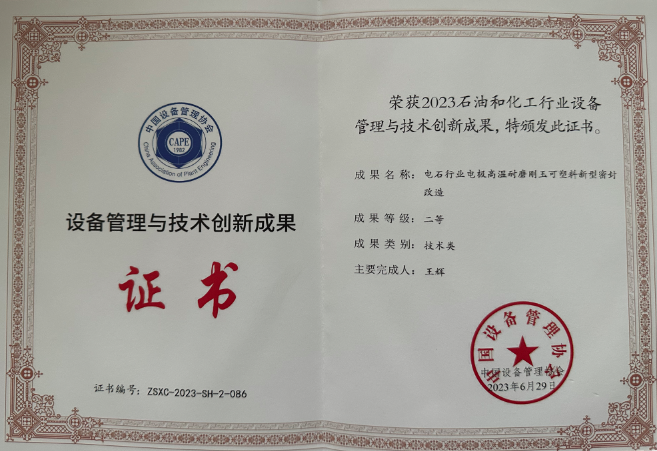 中国设备管理协会
CAPE
1982
China Association of Plant Engineering
设备管理与技术创新成果
证书
证书编号：ZSXC-2023-SH-2-086
荣获2023石油和化工行业设备
管理与技术创新成果，特颁发此证书。
成果名称：电石行业电极高温耐磨刚玉可塑料新型密封
改造
成果等级：二等
成果类别：技术类
主要完成人：王辉
中国设备管理协会
中国设备管理协会
2023年6月29日